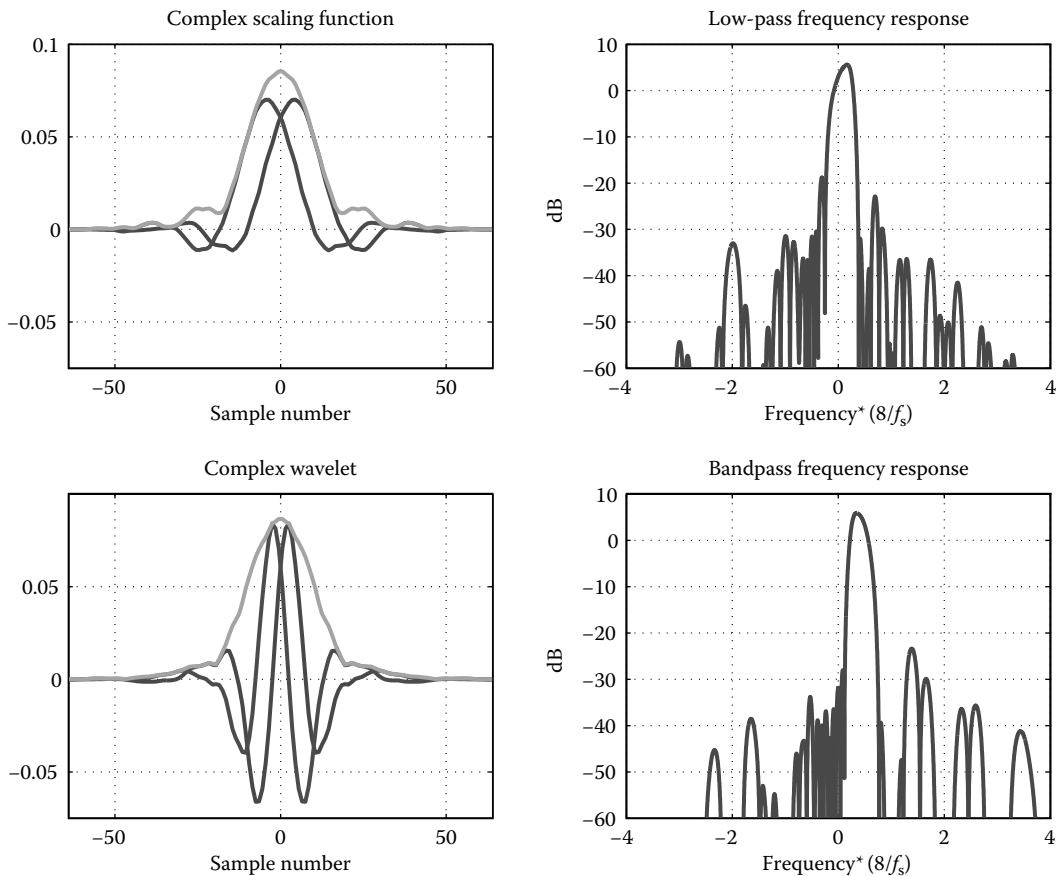 Complex scaling function
0.1
0.05
0
−0.05
−50 0 50
Sample number
Low-pass frequency response
10
0
−10
−20
−30
−40
−50
−60
dB
−4 −2 0 2 4
Frequency* (8/fs)
Complex wavelet
0.05
0
−0.05
−50 0 50
Sample number
Bandpass frequency response
10
0
−10
−20
−30
−40
−50
−60
dB
−4 −2 0 2 4
Frequency* (8/fs)